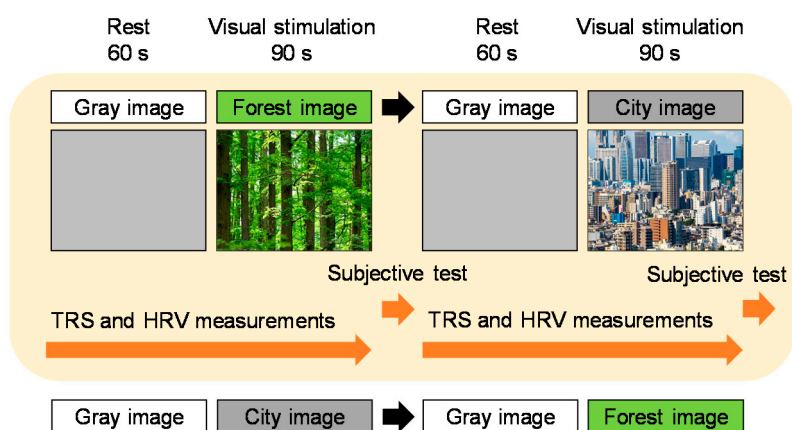 Rest Visual stimulation Rest Visual stimulation
60 s 90 s 60 s 90 s
Gray image Forest image Gray image City image
Subjective test Subjective test
TRS and HRV measurements TRS and HRV measurements
Gray image City image Gray image Forest image